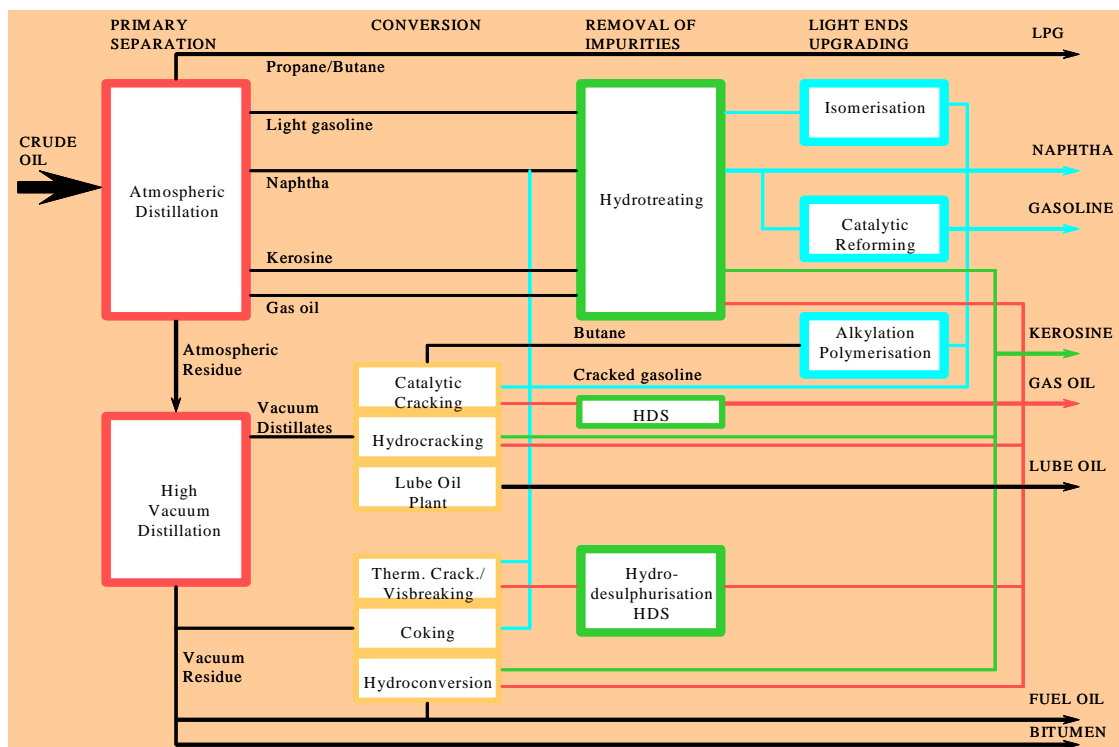 PRIMARY
SEPARATION
CONVERSION
REMOVAL OF
IMPURITIES
LIGHT ENDS
UPGRADING
LPG
Propane/Butane
Isomerisation
Light gasoline
CRUDE
OIL
NAPHTHA
Atmospheric
Distillation
Naphtha
Hydrotreating
GASOLINE
Catalytic
Reforming
Kerosine
Gas oil
Butane
Alkylation
Polymerisation
KEROSINE
Atmospheric
Residue
Cracked gasoline
Catalytic
Cracking
GAS OIL
Vacuum
Distillates
HDS
Hydrocracking
LUBE OIL
Lube Oil
Plant
High
Vacuum
Distillation
Therm. Crack./
Visbreaking
Hydro-
desulphurisation
HDS
Coking
Vacuum
Residue
Hydroconversion
FUEL OIL
BITUMEN